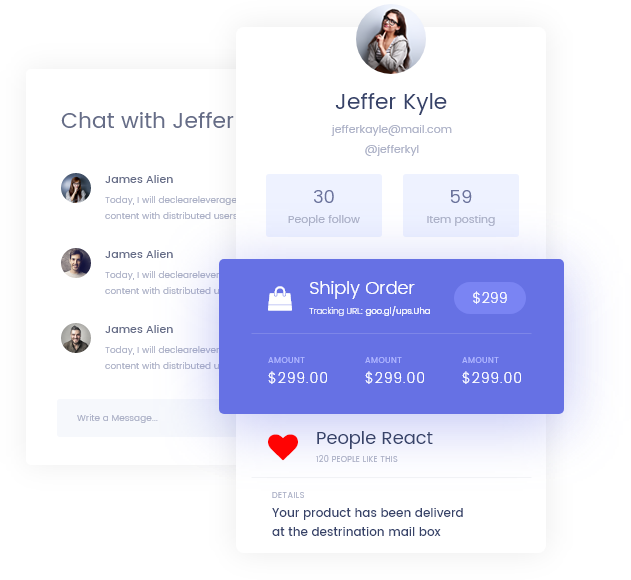 Chat with Jeffer
James Alien
Today, I will decleareleverage
content with distributed users
James Alien
Today, I will declearelever
content with distributed u
James Alien
Today, I will declearelever
content with distributed u
Write a Message...
Jeffer Kyle
jefferkayle@mail.com
@jefferkyl
30
People follow
59
Item posting
Shiply Order
Tracking URL: goo.gl/ups.Uha
$299
AMOUNT AMOUNT AMOUNT
$299.00 $299.00 $299.00
People React
120 PEOPLE LIKE THIS
DETAILS
Your product has been deliverd
at the destrination mail box